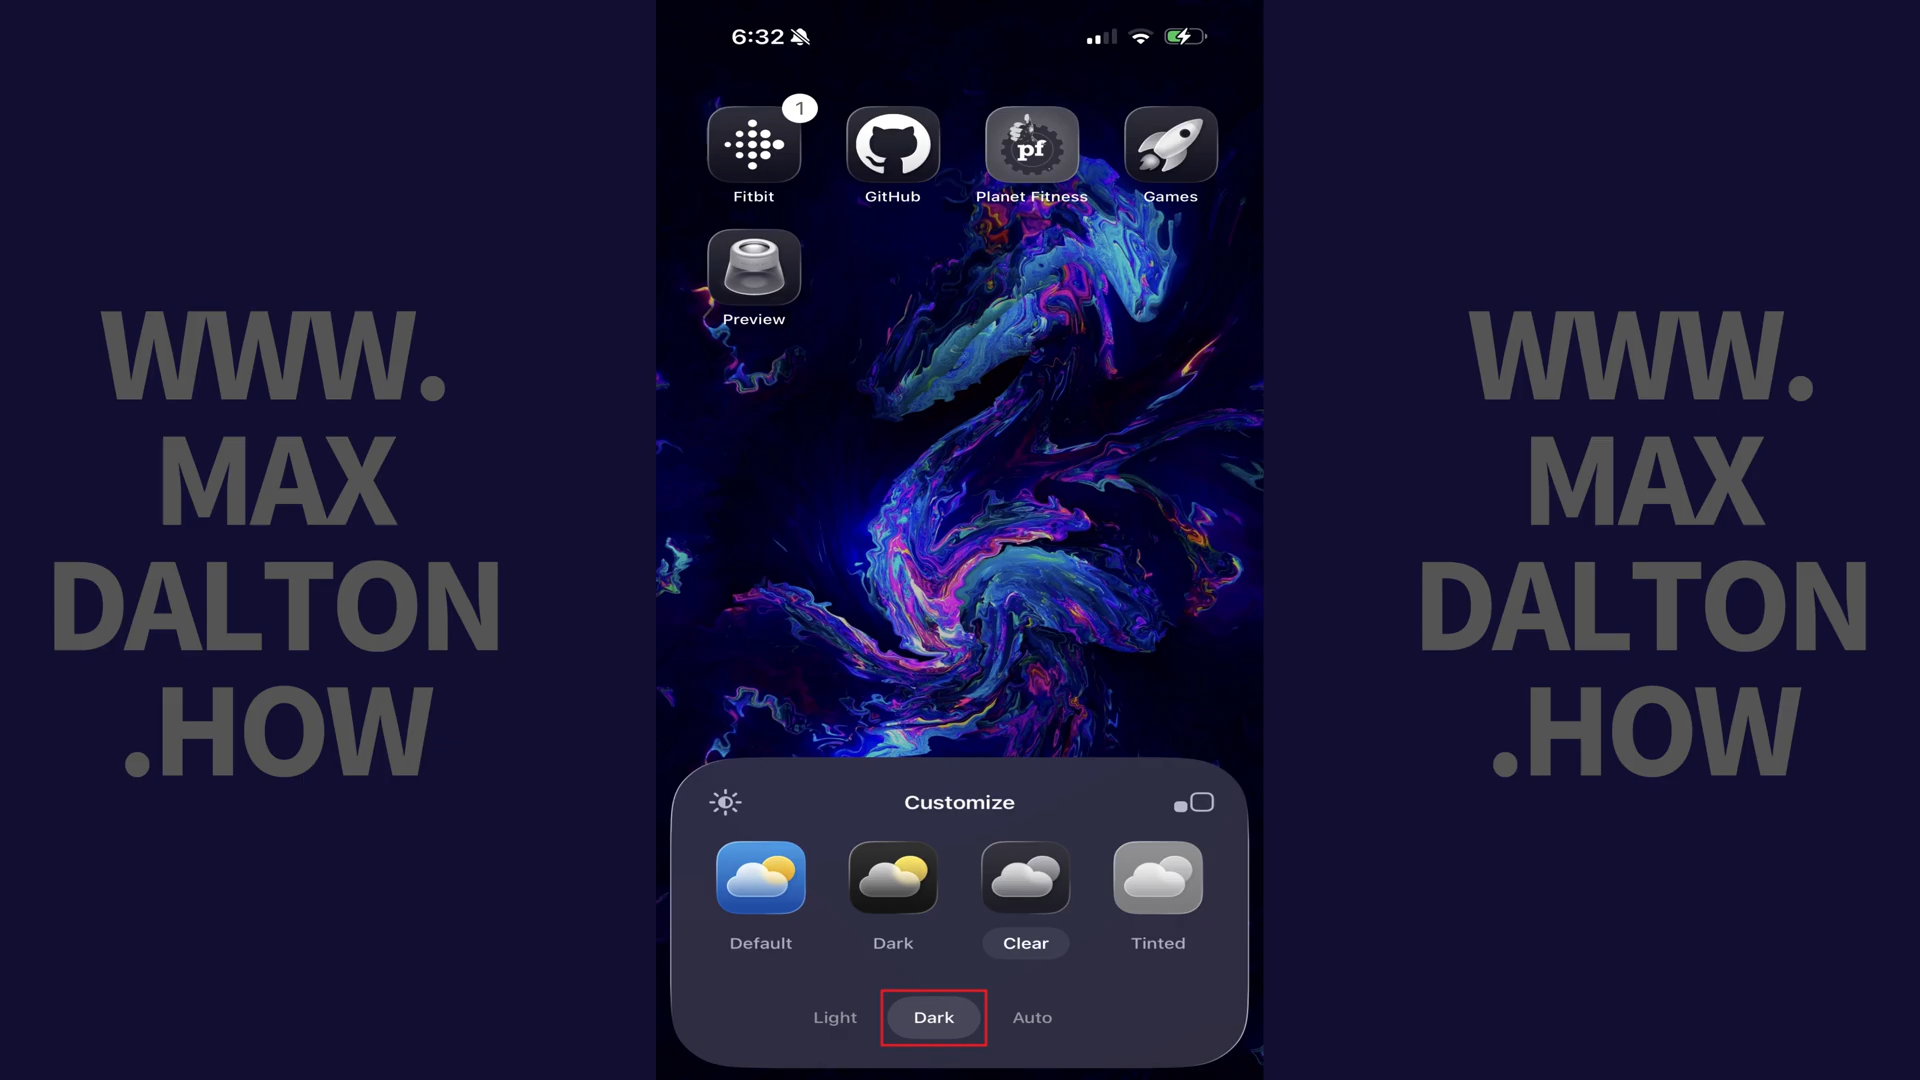 6:32
1
pf
Fitbit GitHub Planet Fitness Games
Preview
WWW.
MAX
DALTON
.HOW
WWW.
MAX
DALTON
.HOW
Customize
Default Dark Clear Tinted
Light Dark Auto